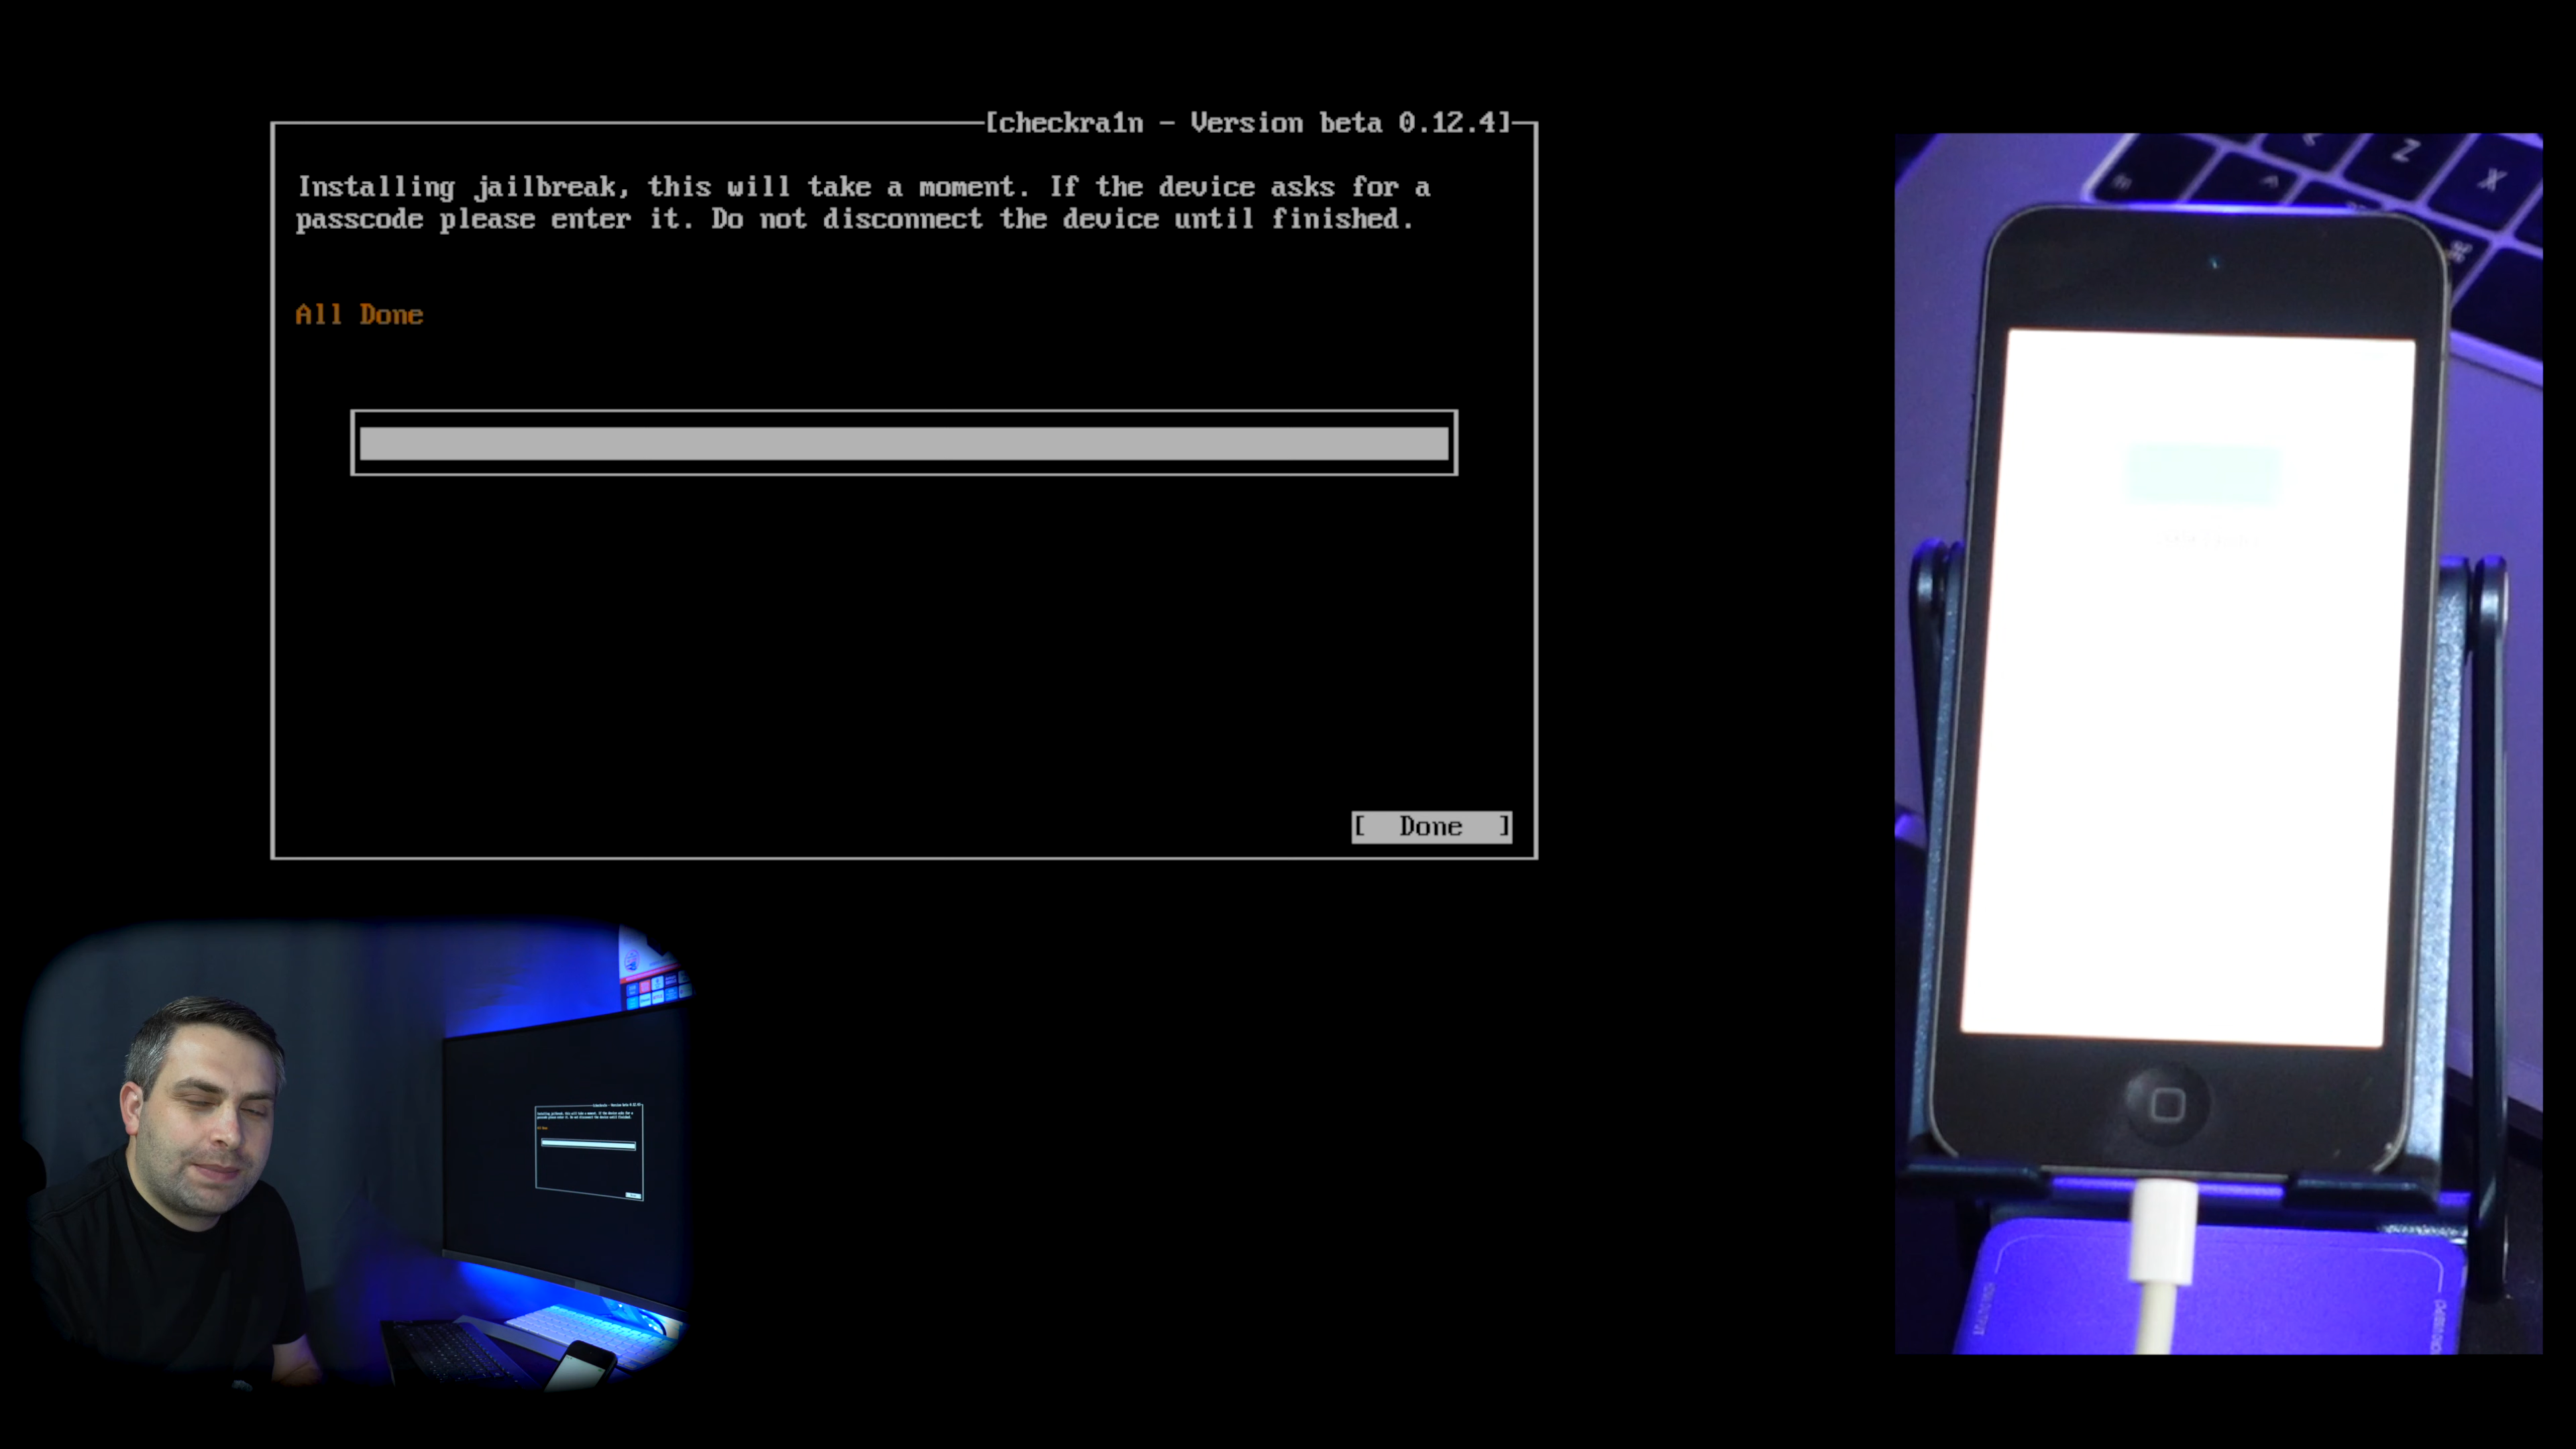 [checkra1n - Version beta 0.12.4]
Installing jailbreak, this will take a moment. If the device asks for a
passcode please enter it. Do not disconnect the device until finished.
All Done
[ Done ]
Z
X